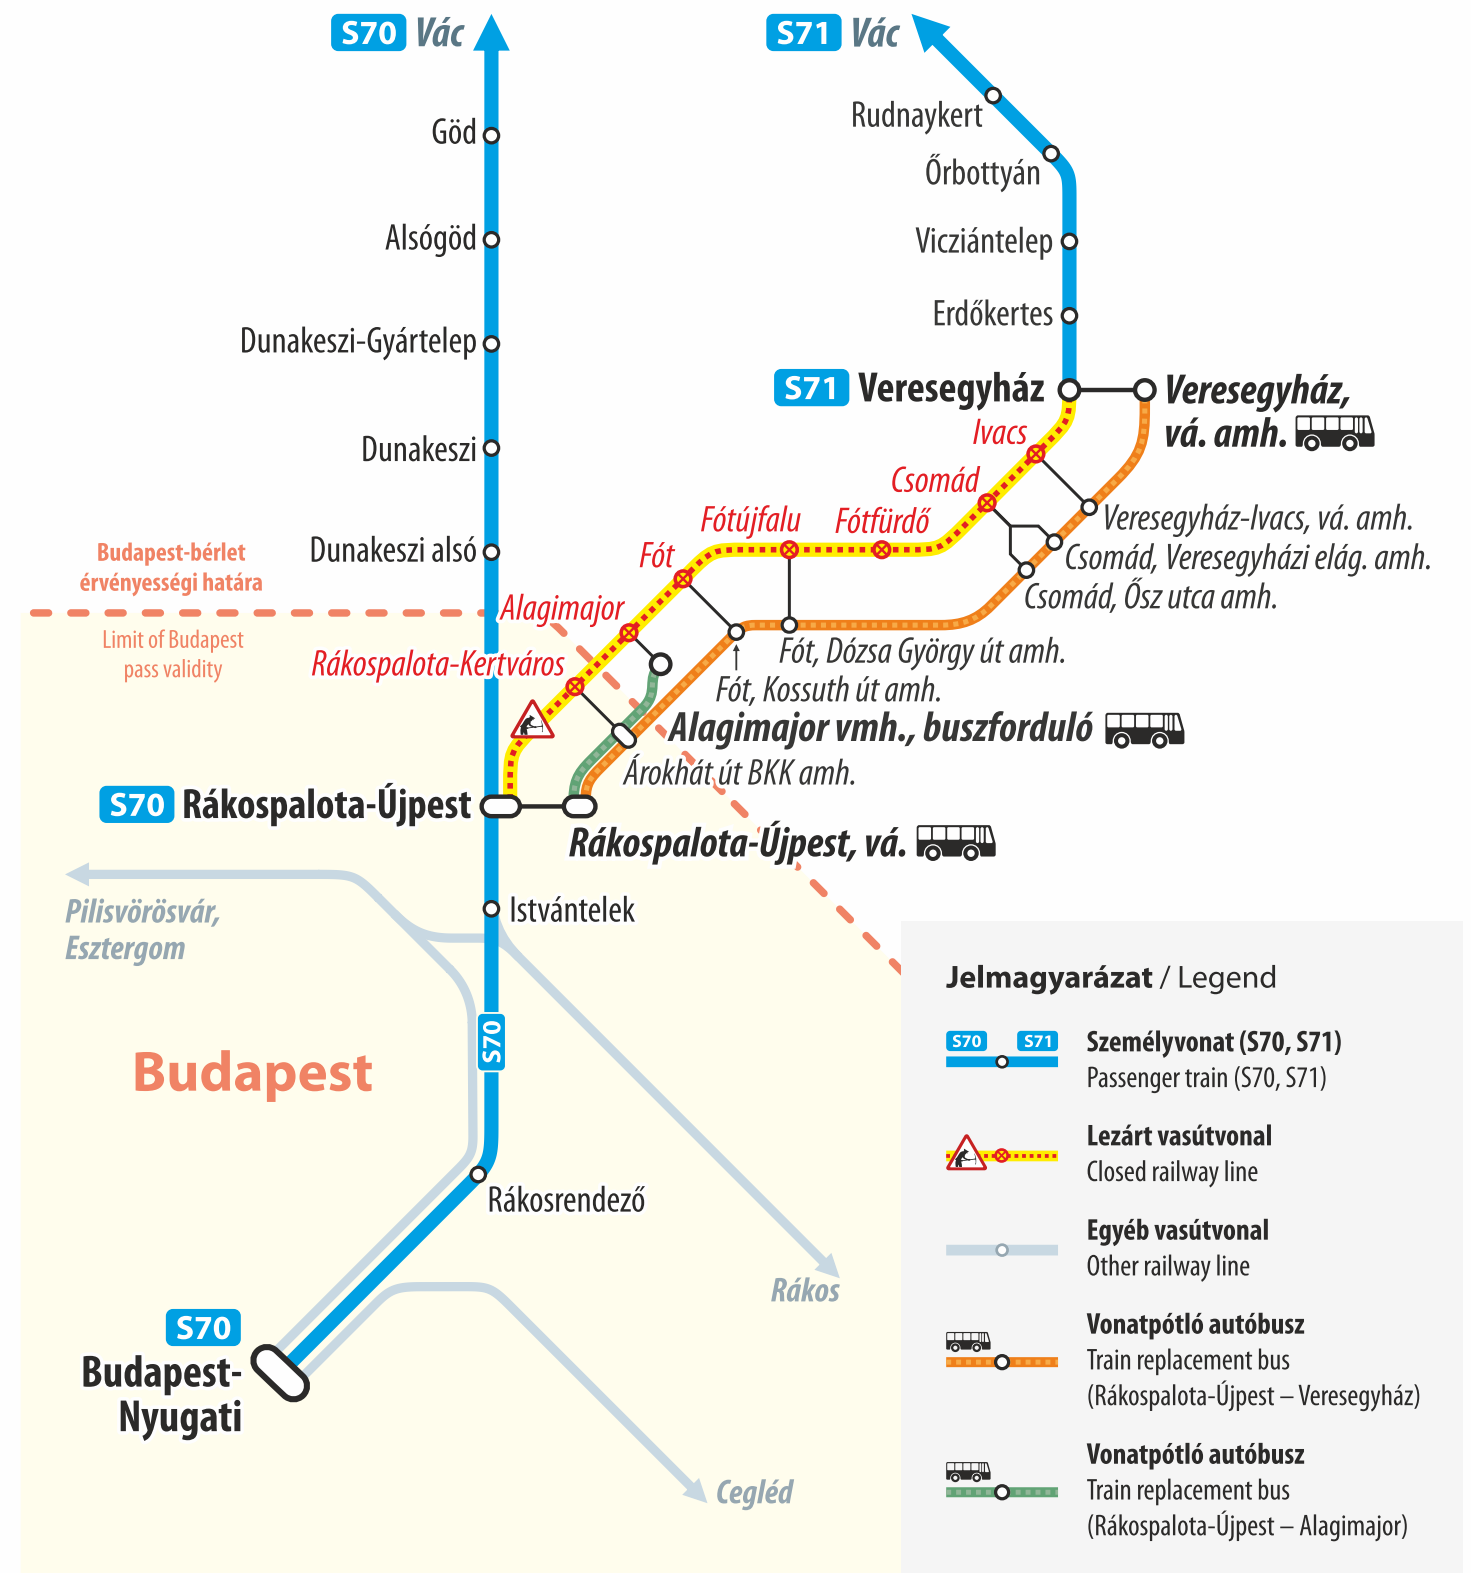 S70 Vác
S71 Vác
Göd
Rudnaykert
Őrbottyán
Alsógöd
Vicziántelep
Erdőkertes
Dunakeszi-Gyártelep
S71 Veresegyház
Veresegyház,
vá. amh.
Ivacs
Dunakeszi
Csomád
Fótújfalu
Fótfürdő
Veresegyház-Ivacs, vá. amh.
Csomád, Veresegyházi elág. amh.
Csomád, Ősz utca amh.
Dunakeszi alsó
Fót
Budapest-bérlet
érvényességi határa
Limit of Budapest
pass validity
Alagimajor
Rákospalota-Kertváros
Fót, Dózsa György út amh.
Fót, Kossuth út amh.
Alagimajor vmh., buszforduló
Árokhát út BKK amh.
S70 Rákospalota-Újpest
Rákospalota-Újpest, vá.
Pilisvörösvár,
Esztergom
Istvántelek
S70
Budapest
Rákosrendező
Rákos
S70
Budapest-
Nyugati
Cegléd
Jelmagyarázat / Legend
S70 S71
Személyvonat (S70, S71)
Passenger train (S70, S71)
Lezárt vasútvonal
Closed railway line
Egyéb vasútvonal
Other railway line
Vonatpótló autóbusz
Train replacement bus
(Rákospalota-Újpest – Veresegyház)
Vonatpótló autóbusz
Train replacement bus
(Rákospalota-Újpest – Alagimajor)